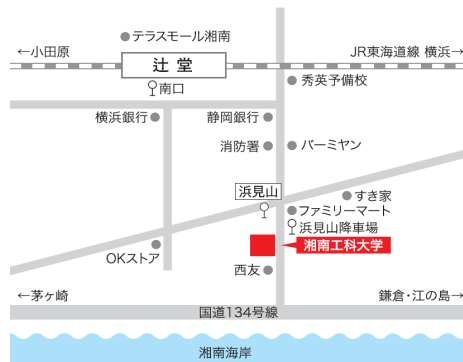 テラスモール湘南
←小田原
JR東海道線 横浜→
辻堂
秀英予備校
南口
横浜銀行
静岡銀行
消防署
バーミヤン
浜見山
すき家
ファミリーマート
浜見山降車場
湘南工科大学
OKストア
西友
←茅ヶ崎
鎌倉・江の島→
国道134号線
湘南海岸